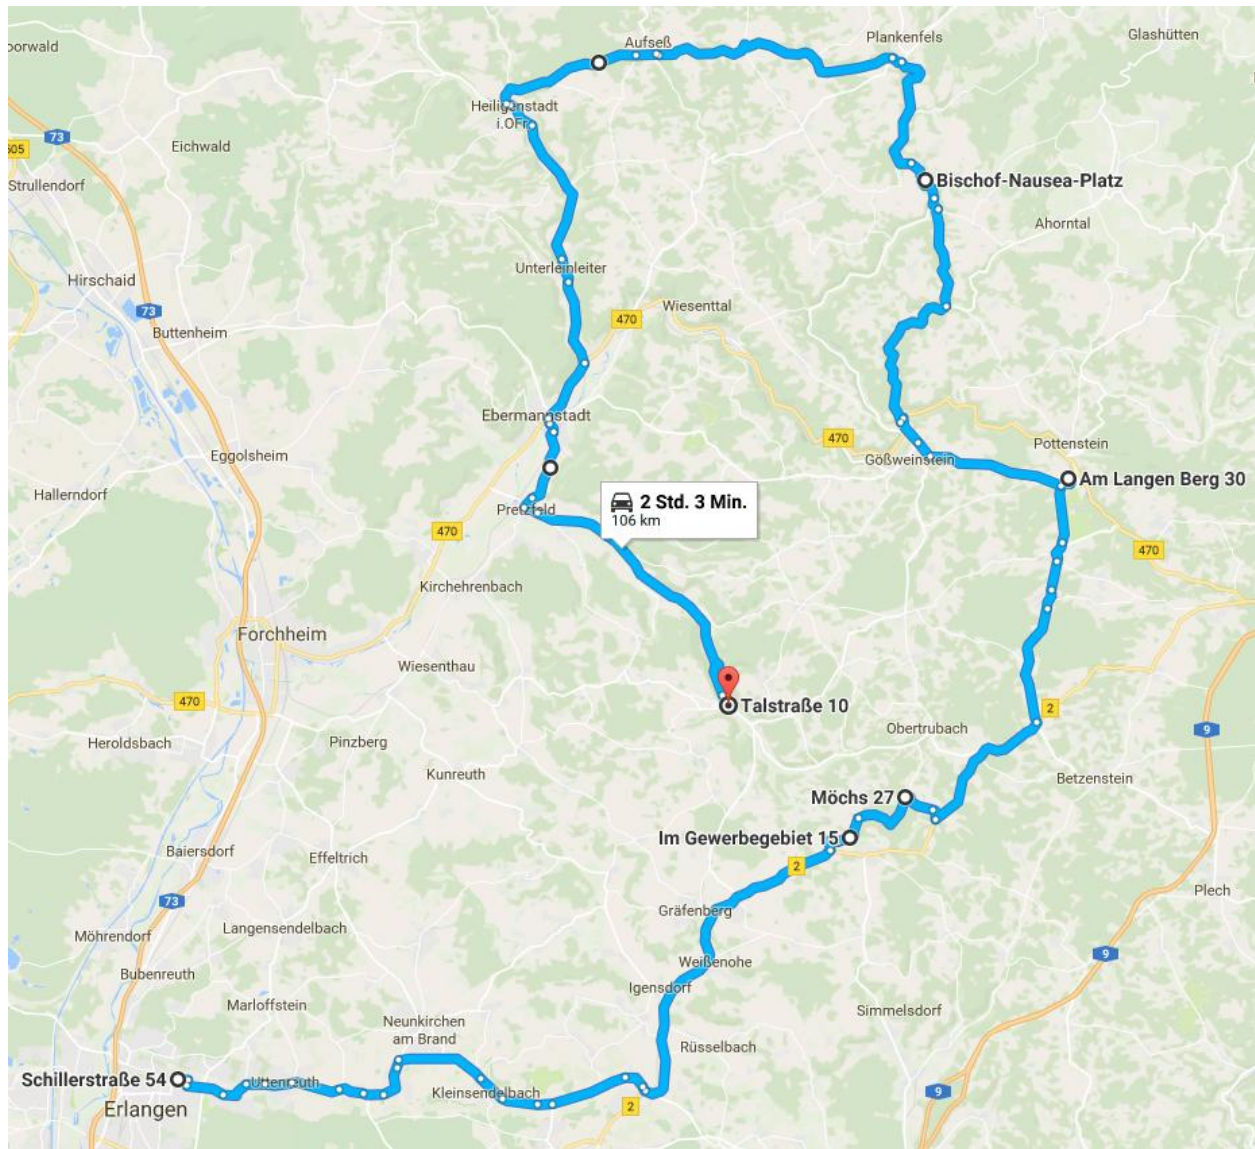 Aufseß
Plankenfels
Glashütten
Heiligenstadt
i.OFr
73
Eichwald
505
Strullendorf
Bischof-Nausea-Platz
Ahorntal
Hirschaid
Unterleinleiter
73
Wiesenttal
Buttenheim
470
Ebermannstadt
470
Pottenstein
Eggolsheim
Gößweinstein
Am Langen Berg 30
Hallerndorf
2 Std. 3 Min.
106 km
Pretzfeld
470
470
Kirchehrenbach
Forchheim
Wiesenthau
470
Talstraße 10
2
Obertrubach
9
Heroldsbach
Pinzberg
Kunreuth
Betzenstein
Möchs 27
Im Gewerbegebiet 15
Baiersdorf
Effeltrich
2
73
Plech
Gräfenberg
Möhrendorf
Langensendelbach
9
Weißenohe
Bubenreuth
Igensdorf
Marloffstein
Simmelsdorf
Neunkirchen
am Brand
Rüsselbach
Schillerstraße 54
Uttenreuth
Kleinsendelbach
9
Erlangen
2